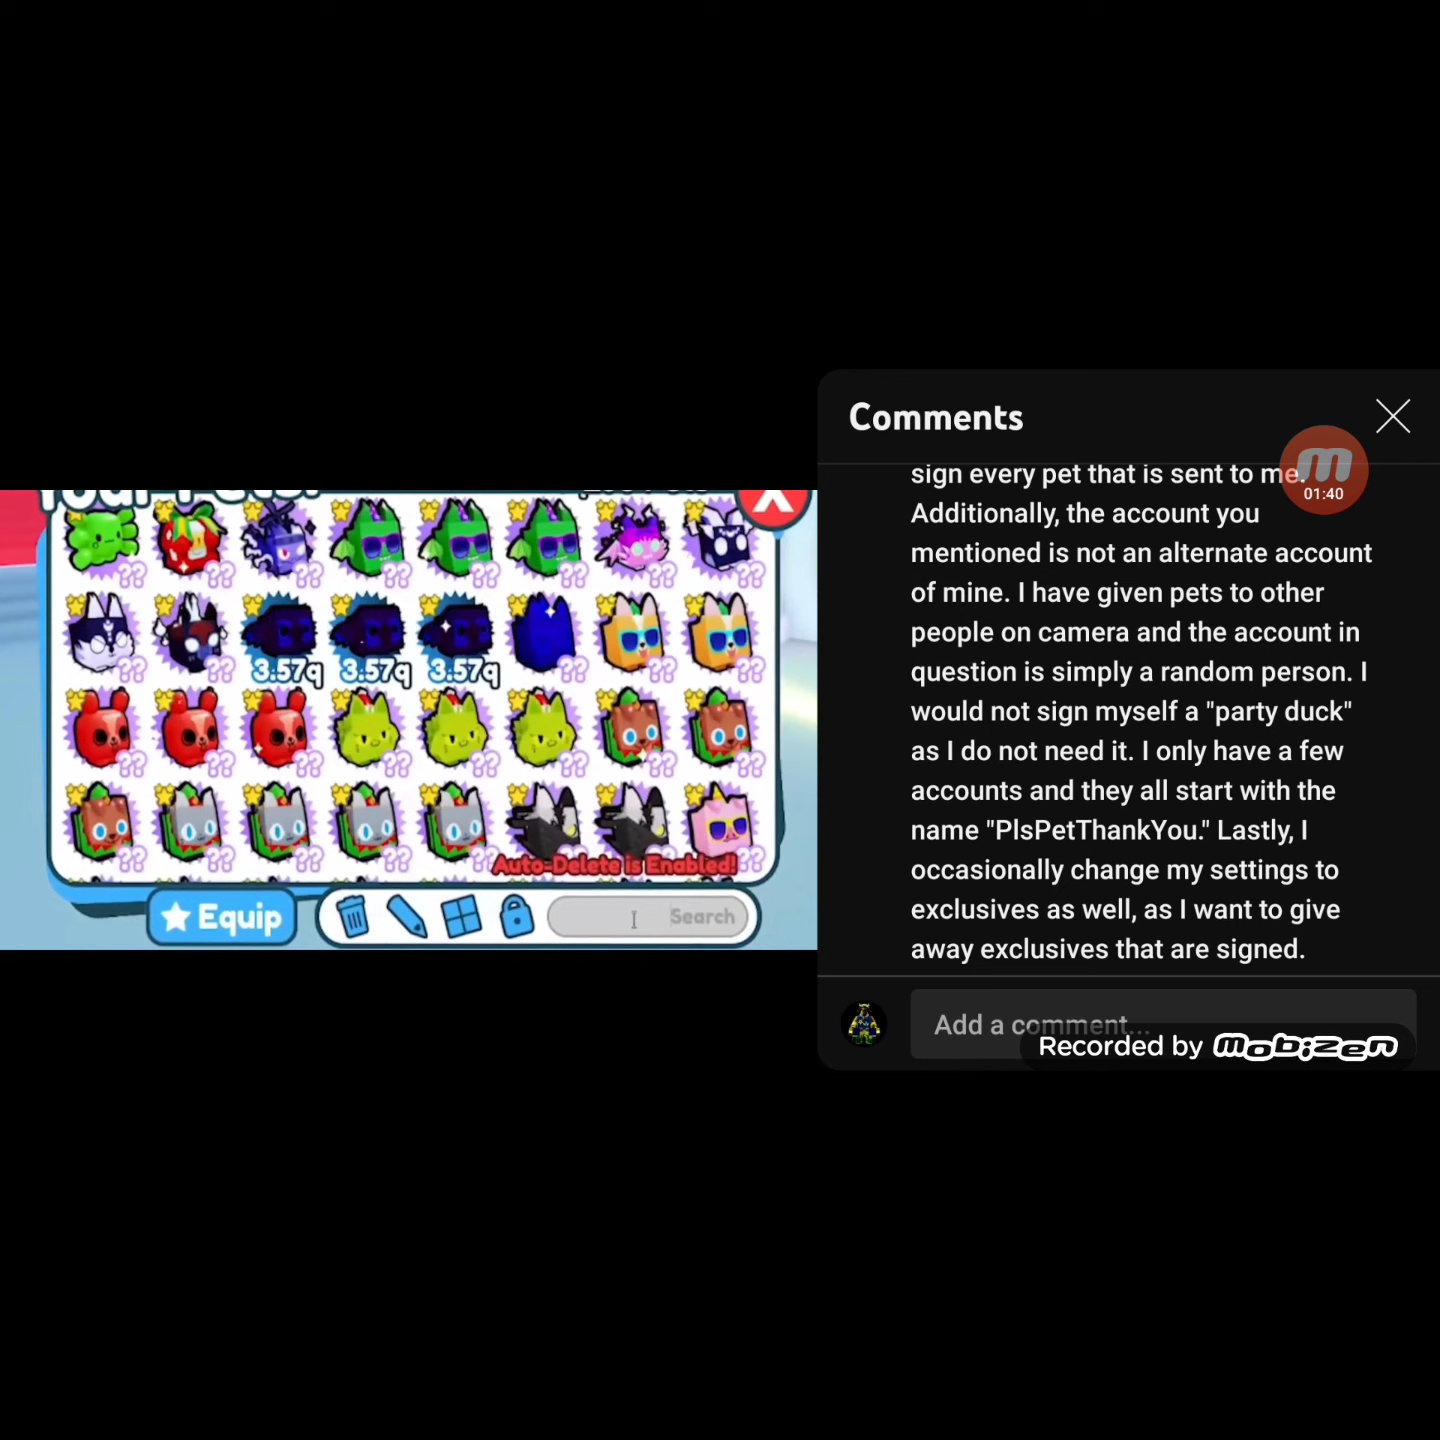 Comments
sign every pet that is sent to me.
01:40
Additionally, the account you
mentioned is not an alternate account
of mine. I have given pets to other
people on camera and the account in
question is simply a random person. I
would not sign myself a "party duck"
as I do not need it. I only have a few
accounts and they all start with the
name "PlsPetThankYou." Lastly, I
occasionally change my settings to
exclusives as well, as I want to give
away exclusives that are signed.
Add a comment...
Recorded by mobizen
Your Pets!
?? ?? ?? ?? ?? ?? ?? ??
?? ?? 3.57q 3.57q 3.57q ?? ?? ??
?? ?? ?? ?? ?? ?? ?? ??
?? ?? ?? ?? ?? ?? ?? ??
Auto-Delete is Enabled!
Equip
Search